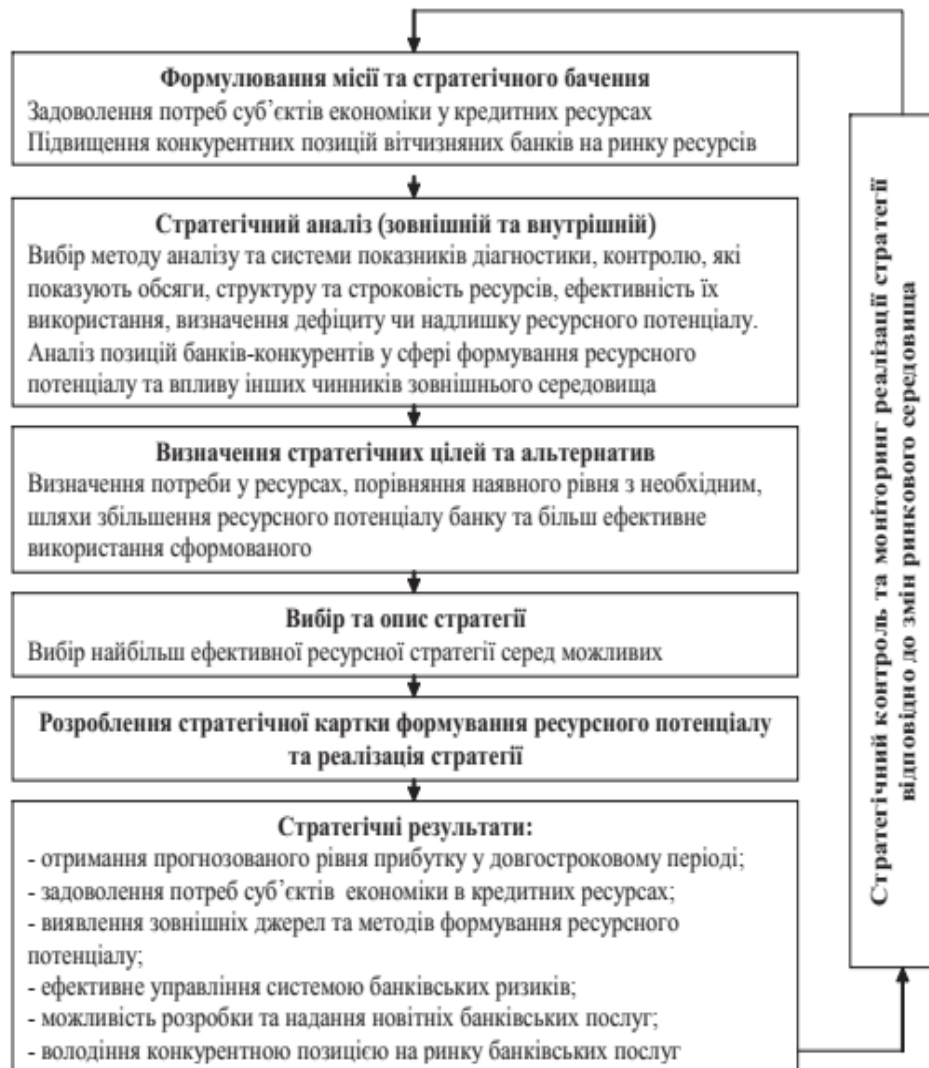 Формулювання місії та стратегічного бачення
Задоволення потреб суб’єктів економіки у кредитних ресурсах
Підвищення конкурентних позицій вітчизняних банків на ринку ресурсів
Стратегічний аналіз (зовнішній та внутрішній)
Вибір методу аналізу та системи показників діагностики, контролю, які
показують обсяги, структуру та строковість ресурсів, ефективність їх
використання, визначення дефіциту чи надлишку ресурсного потенціалу.
Аналіз позицій банків-конкурентів у сфері формування ресурсного
потенціалу та впливу інших чинників зовнішнього середовища
Визначення стратегічних цілей та альтернатив
Визначення потреби у ресурсах, порівняння наявного рівня з необхідним,
шляхи збільшення ресурсного потенціалу банку та більш ефективне
використання сформованого
Вибір та опис стратегії
Вибір найбільш ефективної ресурсної стратегії серед можливих
Розроблення стратегічної картки формування ресурсного потенціалу
та реалізація стратегії
Стратегічні результати:
- отримання прогнозованого рівня прибутку у довгостроковому періоді;
- задоволення потреб суб’єктів економіки в кредитних ресурсах;
- виявлення зовнішніх джерел та методів формування ресурсного
потенціалу;
- ефективне управління системою банківських ризиків;
- можливість розробки та надання новітніх банківських послуг;
- володіння конкурентною позицією на ринку банківських послуг
Стратегічний контроль та моніторинг реалізації стратегії
відповідно до змін ринкового середовища